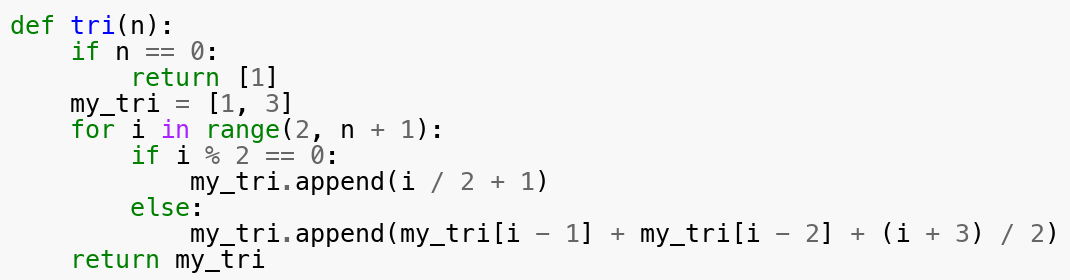 def tri(n):
    if n == 0:
        return [1]
    my_tri = [1, 3]
    for i in range(2, n + 1):
        if i % 2 == 0:
            my_tri.append(i / 2 + 1)
        else:
            my_tri.append(my_tri[i - 1] + my_tri[i - 2] + (i + 3) / 2)
    return my_tri